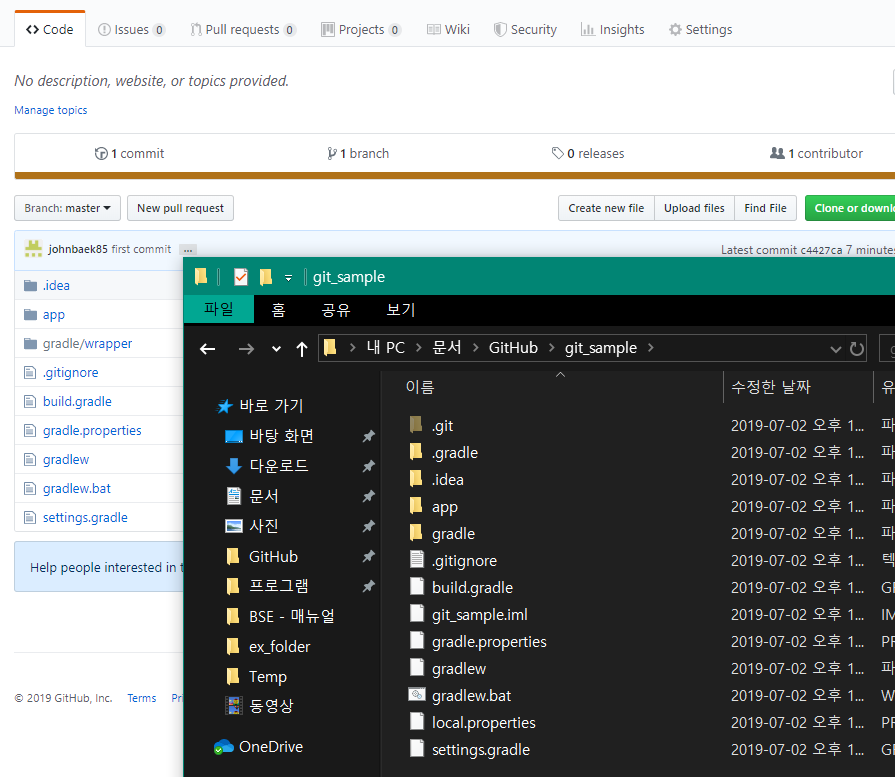 Code Issues 0 Pull requests 0 Projects 0 Wiki Security Insights Settings
No description, website, or topics provided.
Manage topics
1 commit 1 branch 0 releases 1 contributor
Branch: master New pull request Create new file Upload files Find File Clone or downl
johnbaek85 first commit ... Latest commit c4427ca 7 minute
.idea
app
gradle/wrapper
.gitignore
build.gradle
gradle.properties
gradlew
gradlew.bat
settings.gradle
Help people interested in t
© 2019 GitHub, Inc. Terms Pri
git_sample
파일 홈 공유 보기
내 PC > 문서 > GitHub > git_sample >
바로 가기
바탕 화면
다운로드
문서
사진
GitHub
프로그램
BSE - 매뉴얼
ex_folder
Temp
동영상
OneDrive
이름 수정한 날짜 유
.git 2019-07-02 오후 1... 파
.gradle 2019-07-02 오후 1... 파
.idea 2019-07-02 오후 1... 파
app 2019-07-02 오후 1... 파
gradle 2019-07-02 오후 1... 파
.gitignore 2019-07-02 오후 1... 텍
build.gradle 2019-07-02 오후 1... GF
git_sample.iml 2019-07-02 오후 1... IM
gradle.properties 2019-07-02 오후 1... PF
gradlew 2019-07-02 오후 1... 파
gradlew.bat 2019-07-02 오후 1... W
local.properties 2019-07-02 오후 1... PF
settings.gradle 2019-07-02 오후 1... GF